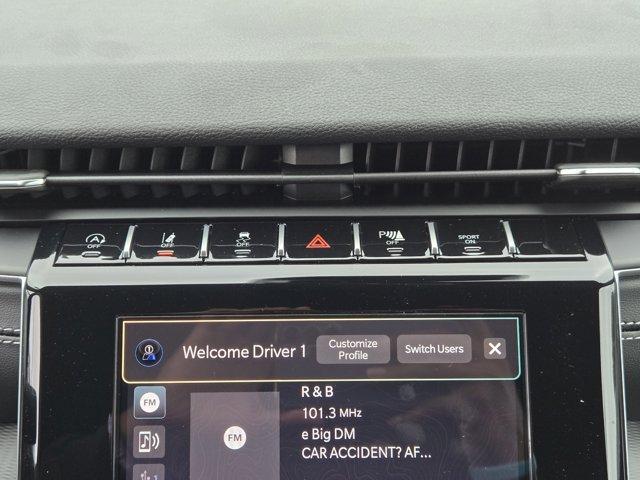 A OFF
OFF
OFF
P OFF
SPORT
ON
Welcome Driver 1
Customize
Profile
Switch Users
X
FM
R & B
101.3 MHz
FM
e Big DM
CAR ACCIDENT? AF...